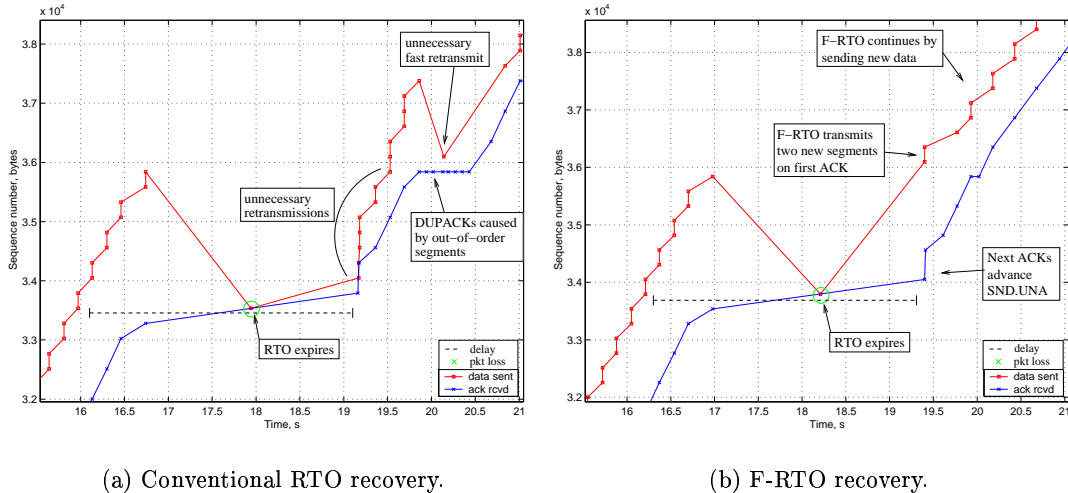 x 10⁴
3.8
3.7
3.6
3.5
3.4
3.3
3.2
Sequence number, bytes
unnecessary
fast retransmit
unnecessary
retransmissions
DUPACKs caused
by out−of−order
segments
RTO expires
delay
pkt loss
data sent
ack rcvd
16 16.5 17 17.5 18 18.5 19 19.5 20 20.5 21
Time, s
(a) Conventional RTO recovery.
x 10⁴
3.8
3.7
3.6
3.5
3.4
3.3
3.2
Sequence number, bytes
F−RTO continues by
sending new data
F−RTO transmits
two new segments
on first ACK
Next ACKs
advance
SND.UNA
RTO expires
delay
pkt loss
data sent
ack rcvd
16 16.5 17 17.5 18 18.5 19 19.5 20 20.5 21
Time, s
(b) F-RTO recovery.